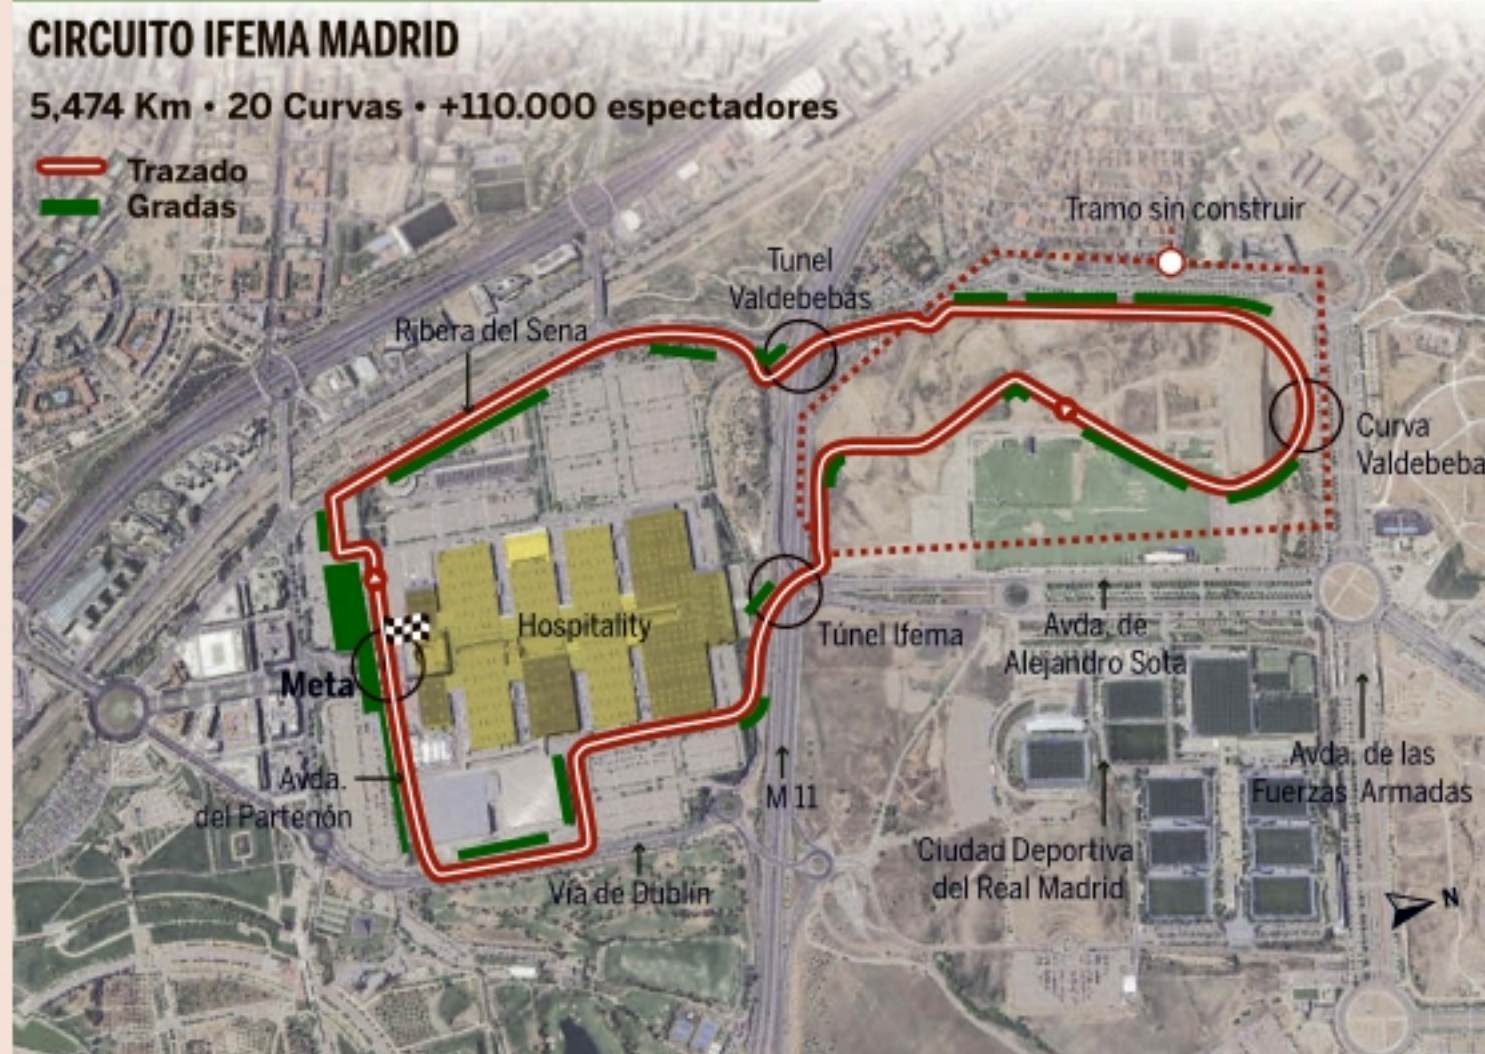 CIRCUITO IFEMA MADRID
5,474 Km • 20 Curvas • +110.000 espectadores
Trazado
Gradas
Tramo sin construir
Tunel
Valdebebas
Ribera del Sena
Curva
Valdebeba
Hospitality
Túnel Ifema
Avda. de
Alejandro Sota
Meta
Avda. de las
Fuerzas Armadas
Avda.
del Partenón
M 11
Ciudad Deportiva
del Real Madrid
Vía de Dublín
N